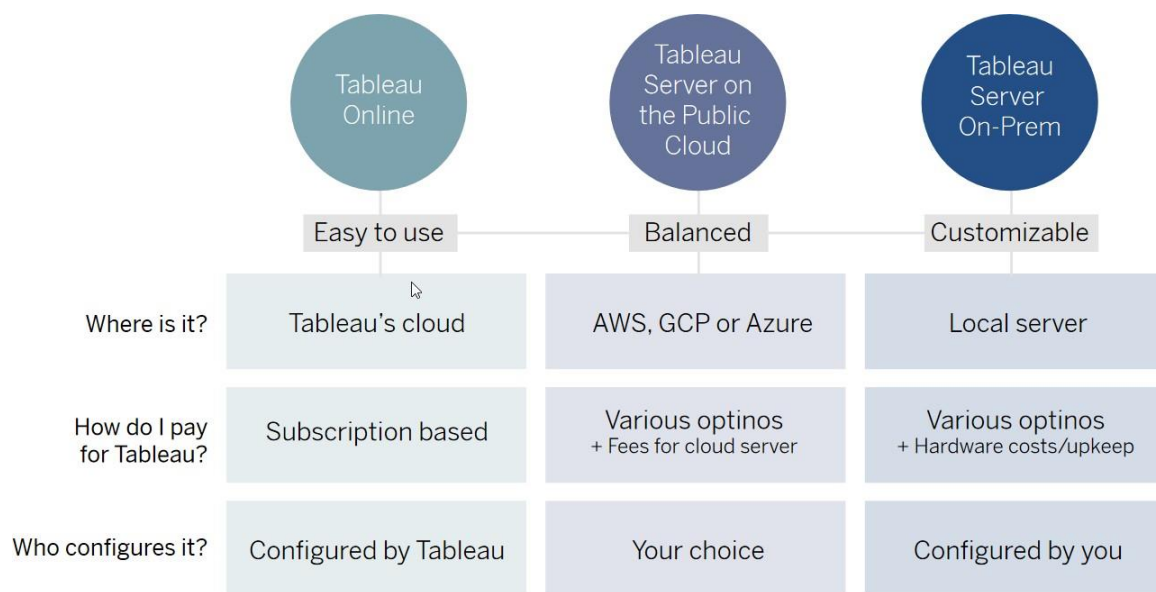 Tableau
Online
Tableau
Server on
the Public
Cloud
Tableau
Server
On-Prem
Easy to use
Balanced
Customizable
Where is it?
Tableau’s cloud
AWS, GCP or Azure
Local server
How do I pay
for Tableau?
Subscription based
Various optinos
+ Fees for cloud server
Various optinos
+ Hardware costs/upkeep
Who configures it?
Configured by Tableau
Your choice
Configured by you